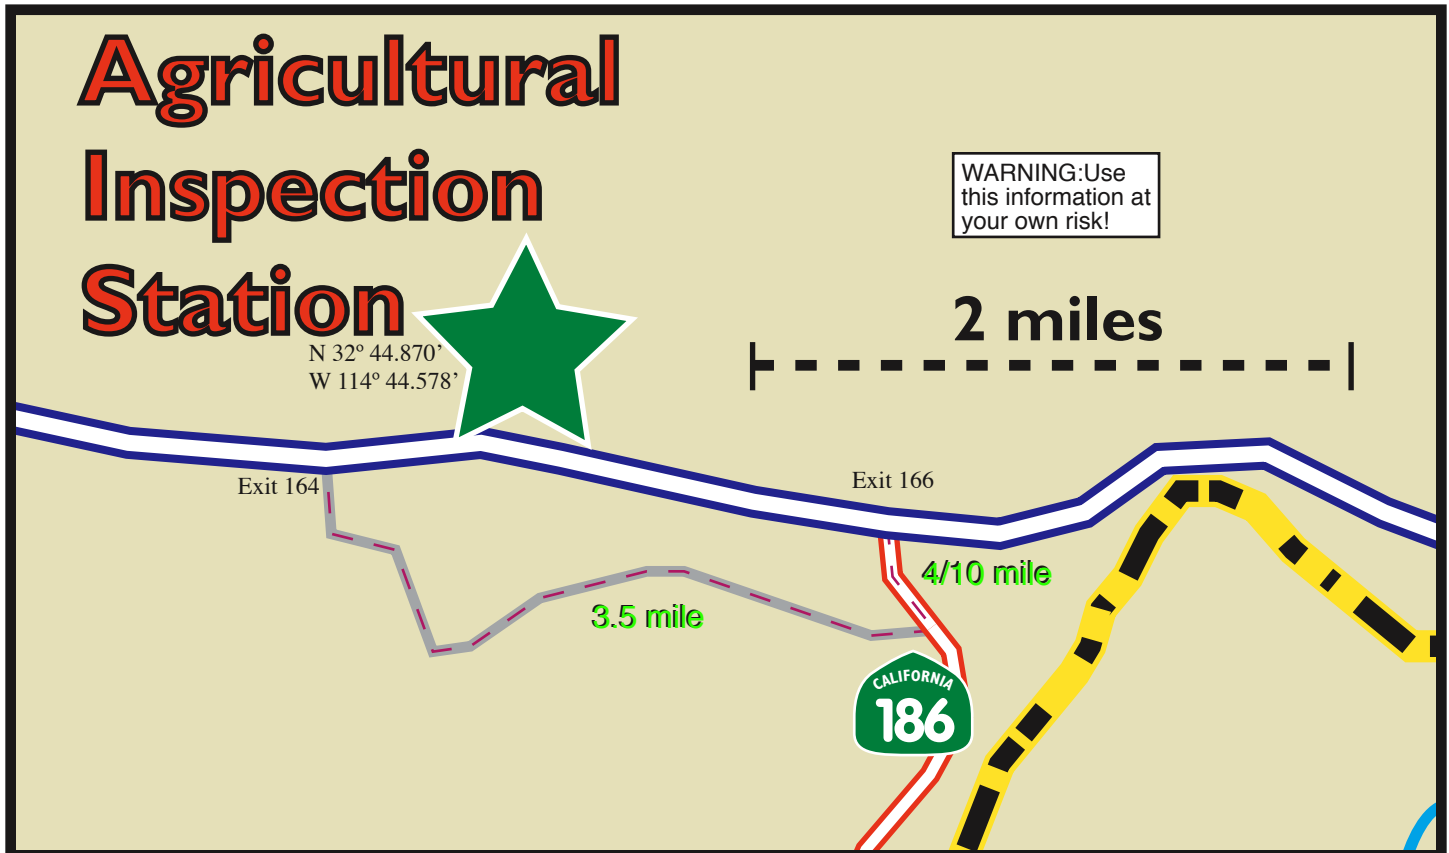 Agricultural
Inspection
Station
N 32º 44.870’
W 114º 44.578’
WARNING:Use
this information at
your own risk!
2 miles
Exit 164
Exit 166
4/10 mile
3.5 mile
CALIFORNIA
186